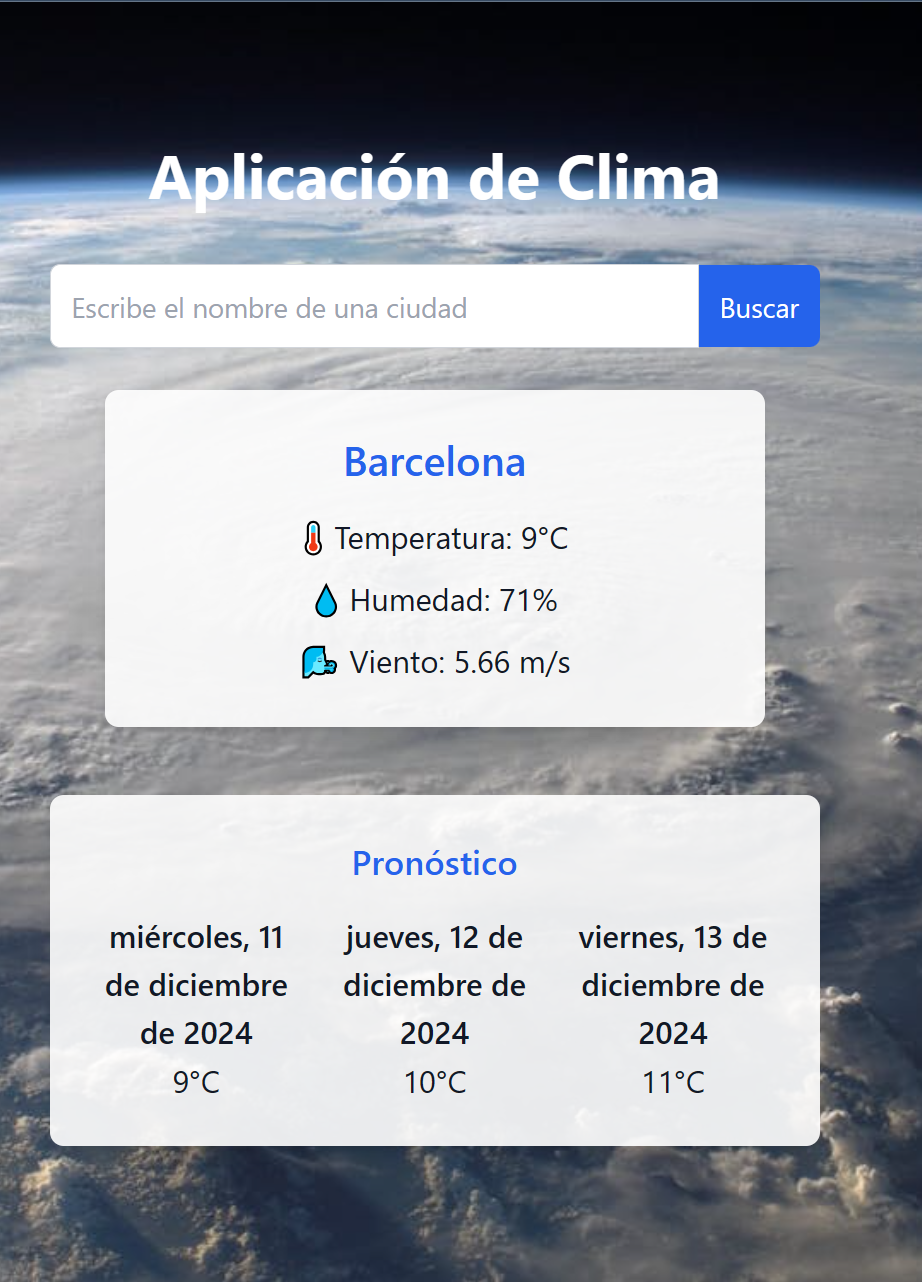 Aplicación de Clima
Escribe el nombre de una ciudad
Buscar
Barcelona
🌡️ Temperatura: 9°C
💧 Humedad: 71%
🌬️ Viento: 5.66 m/s
Pronóstico
miércoles, 11
de diciembre
de 2024
9°C
jueves, 12 de
diciembre de
2024
10°C
viernes, 13 de
diciembre de
2024
11°C